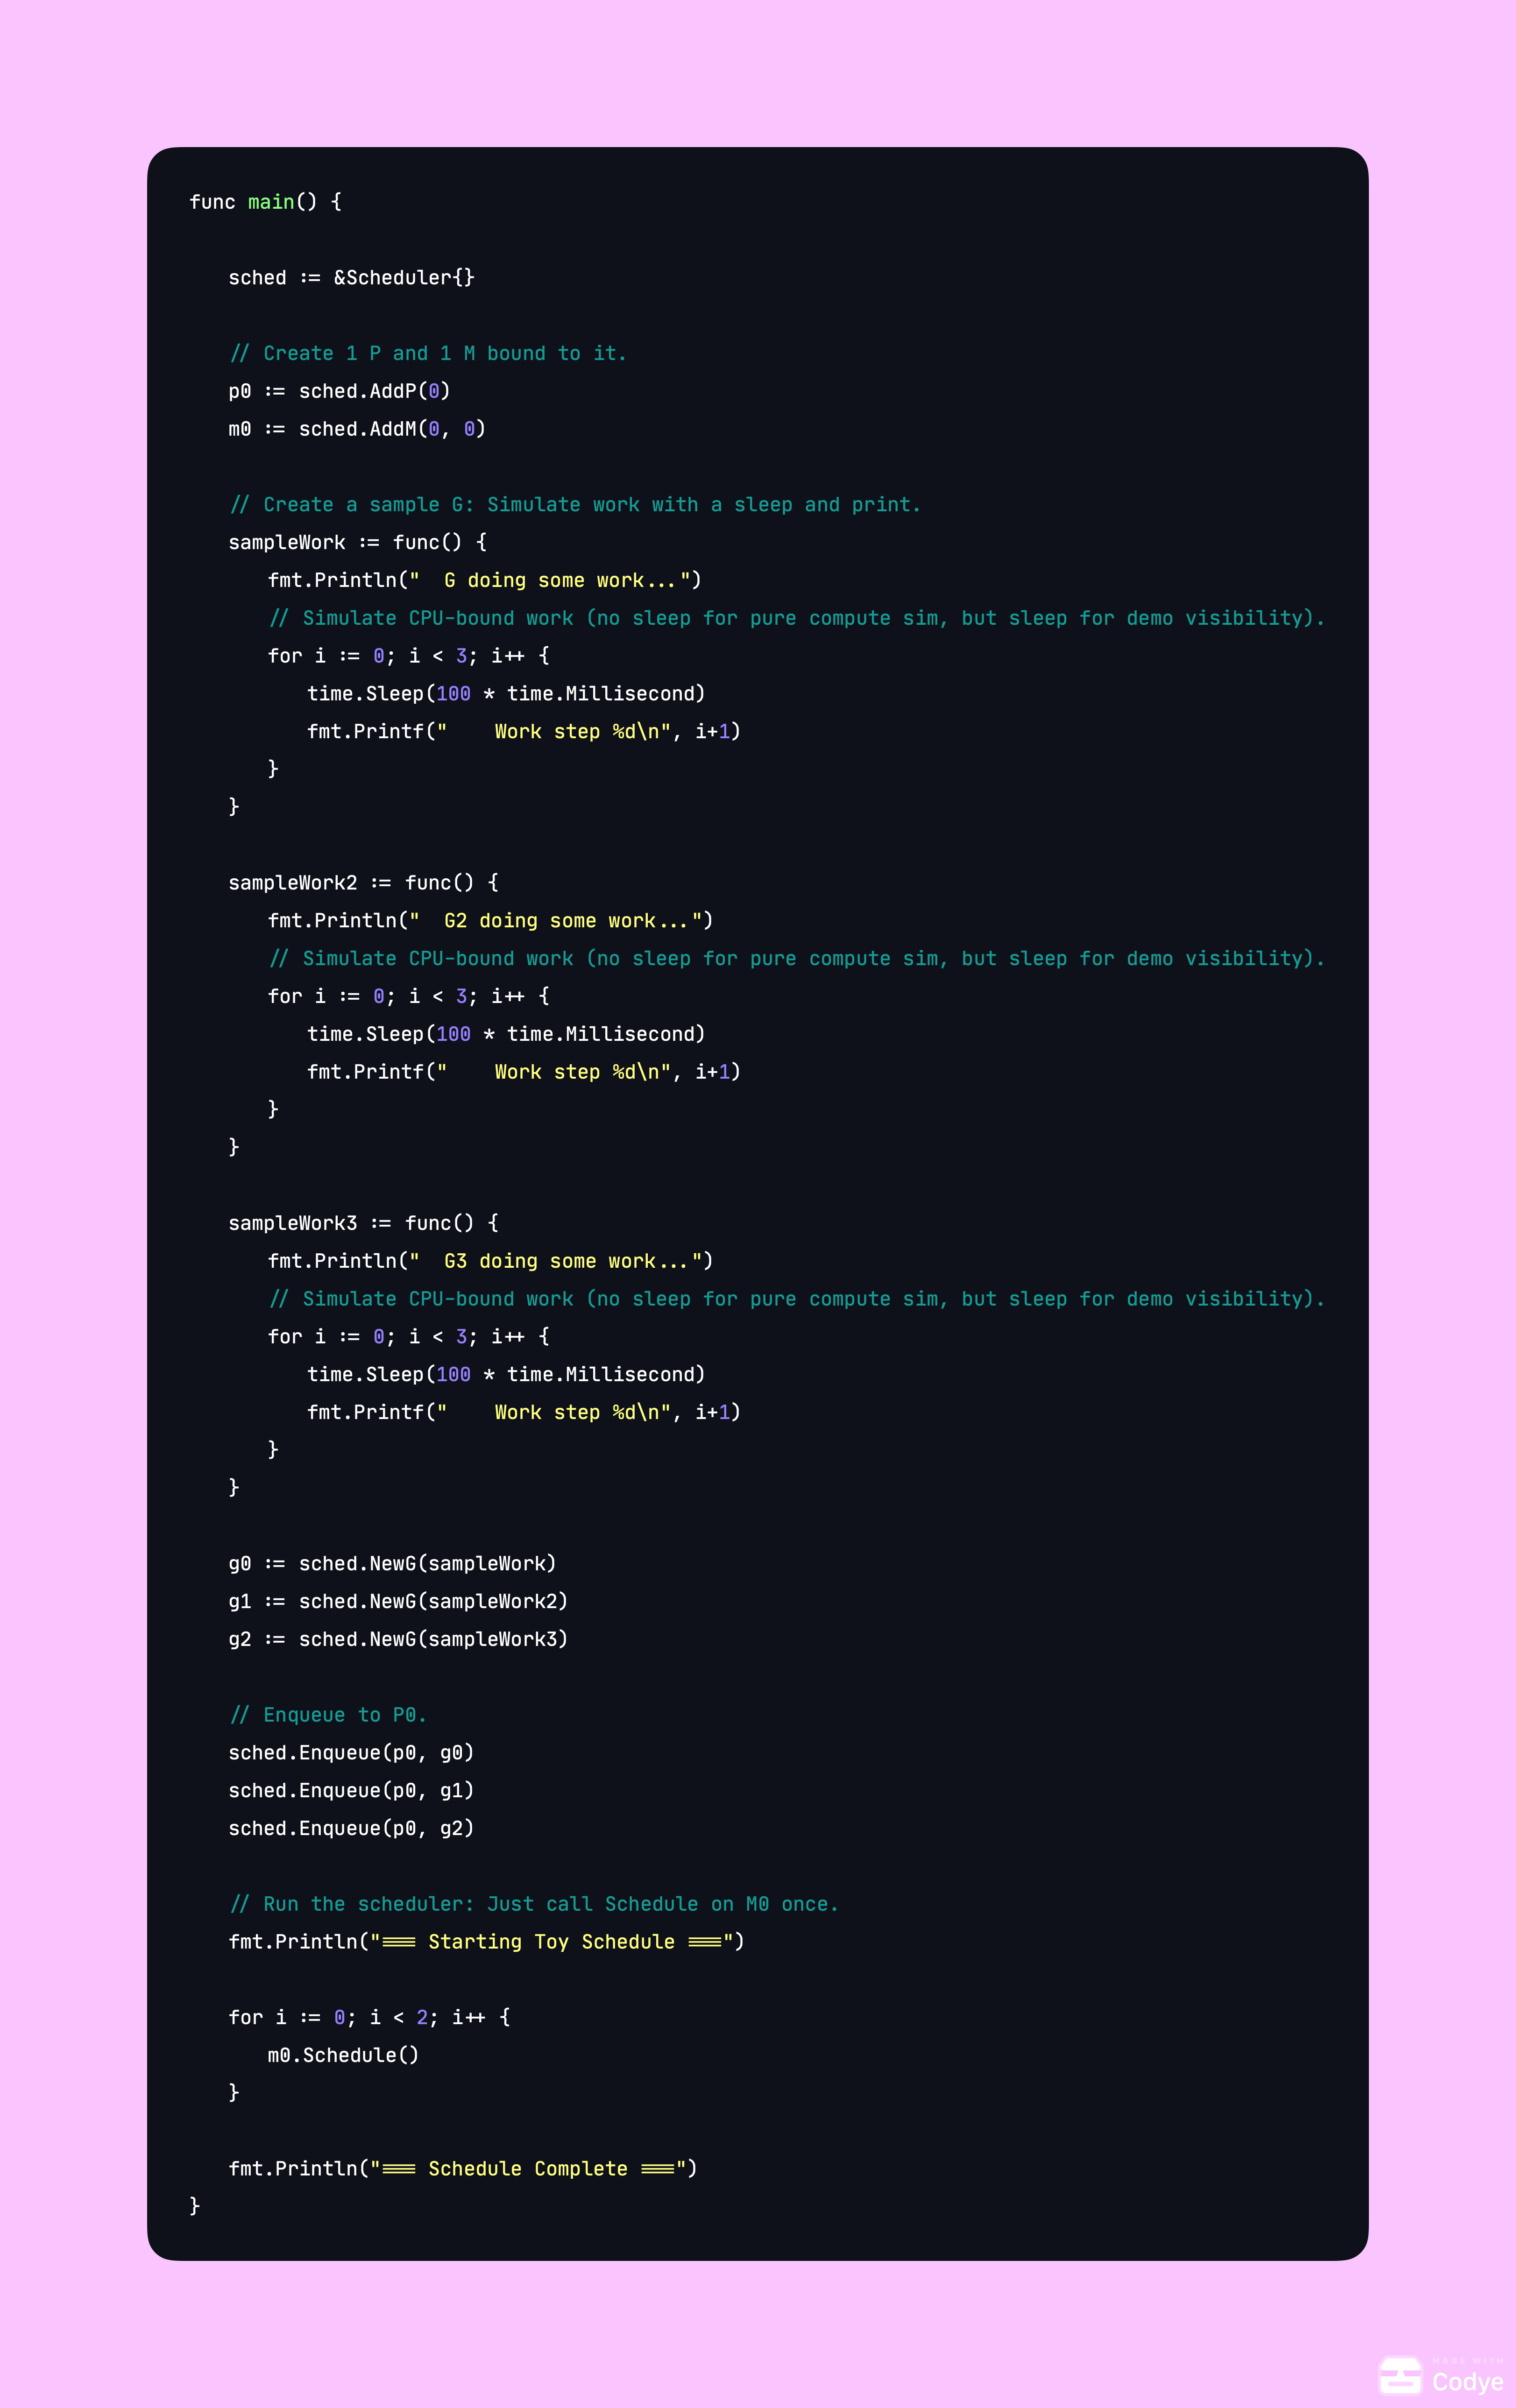 func main() {
sched := &Scheduler{}
// Create 1 P and 1 M bound to it.
p0 := sched.AddP(0)
m0 := sched.AddM(0, 0)
// Create a sample G: Simulate work with a sleep and print.
sampleWork := func() {
fmt.Println("  G doing some work...")
// Simulate CPU-bound work (no sleep for pure compute sim, but sleep for demo visibility).
for i := 0; i < 3; i++ {
time.Sleep(100 * time.Millisecond)
fmt.Printf("    Work step %d\n", i+1)
}
}
sampleWork2 := func() {
fmt.Println("  G2 doing some work...")
// Simulate CPU-bound work (no sleep for pure compute sim, but sleep for demo visibility).
for i := 0; i < 3; i++ {
time.Sleep(100 * time.Millisecond)
fmt.Printf("    Work step %d\n", i+1)
}
}
sampleWork3 := func() {
fmt.Println("  G3 doing some work...")
// Simulate CPU-bound work (no sleep for pure compute sim, but sleep for demo visibility).
for i := 0; i < 3; i++ {
time.Sleep(100 * time.Millisecond)
fmt.Printf("    Work step %d\n", i+1)
}
}
g0 := sched.NewG(sampleWork)
g1 := sched.NewG(sampleWork2)
g2 := sched.NewG(sampleWork3)
// Enqueue to P0.
sched.Enqueue(p0, g0)
sched.Enqueue(p0, g1)
sched.Enqueue(p0, g2)
// Run the scheduler: Just call Schedule on M0 once.
fmt.Println("=== Starting Toy Schedule ===")
for i := 0; i < 2; i++ {
m0.Schedule()
}
fmt.Println("=== Schedule Complete ===")
}
MADE WITH
Codye